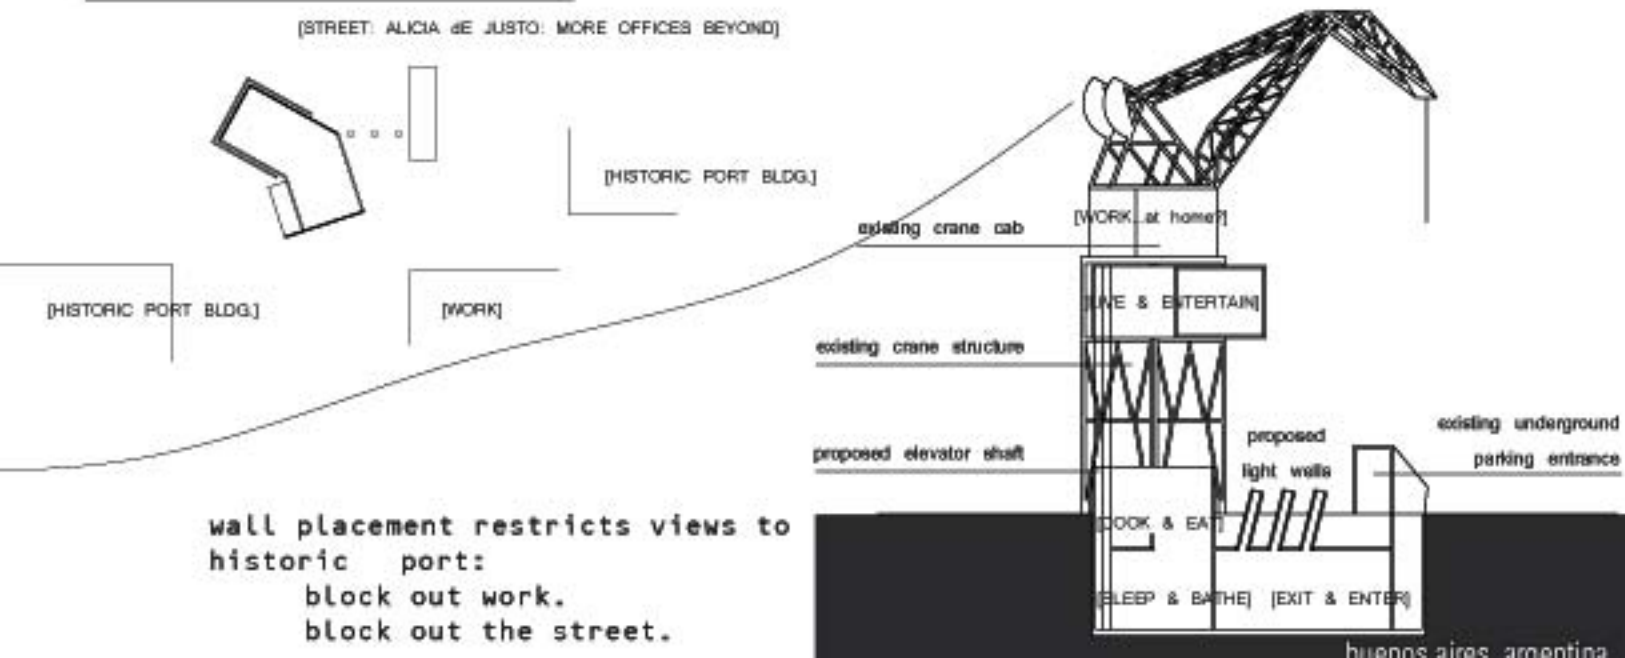 [STREET: ALICIA dE JUSTO: MORE OFFICES BEYOND]
[HISTORIC PORT BLDG.]
[HISTORIC PORT BLDG.]
[WORK]
wall placement restricts views to
historic port:
block out work.
block out the street.
[WORK...at home?]
existing crane cab
[LIVE & ENTERTAIN]
existing crane structure
proposed elevator shaft
proposed
light wells
existing underground
parking entrance
[COOK & EAT]
[SLEEP & BATHE] [EXIT & ENTER]
buenos aires, argentina